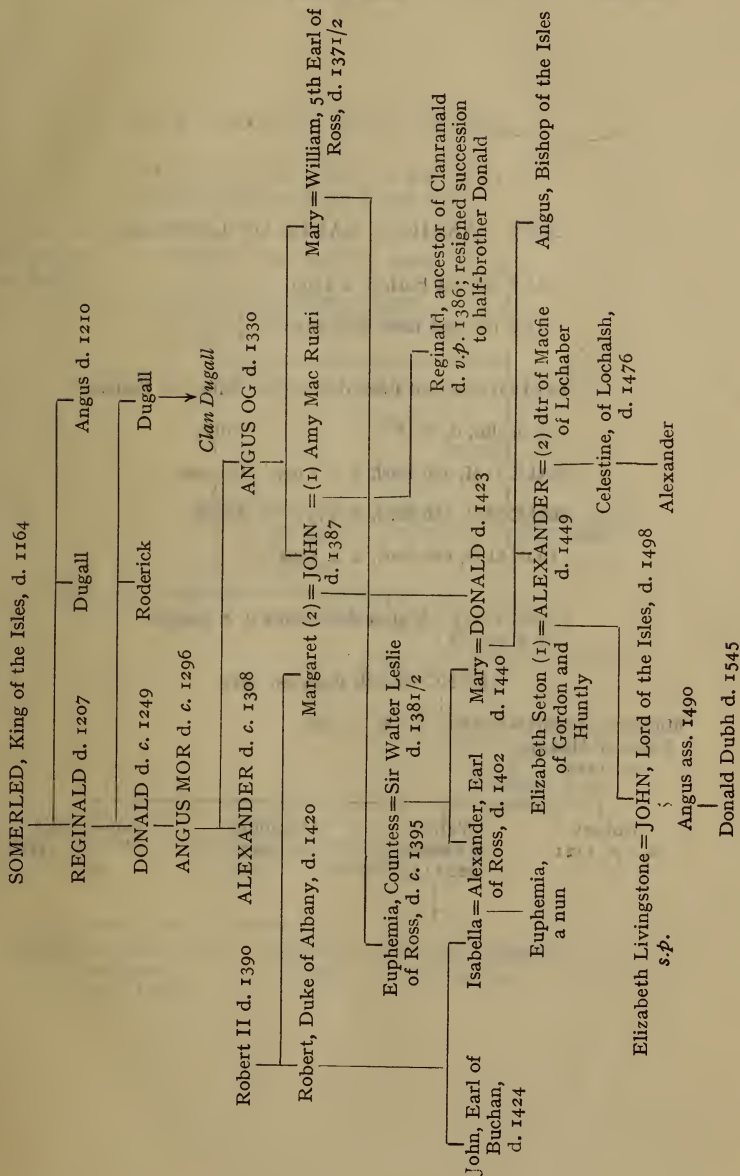 SOMERLED, King of the Isles, d. 1164
REGINALD d. 1207
Dugall
Angus d. 1210
DONALD d. c. 1249
Roderick
Dugall
Clan Dugall
ANGUS MOR d. c. 1296
Robert II d. 1390
ALEXANDER d. c. 1308
ANGUS OG d. 1330
Robert, Duke of Albany, d. 1420
Margaret (2) = JOHN = (1) Amy Mac Ruari
d. 1387
Mary = William, 5th Earl of
Ross, d. 1371/2
Euphemia, Countess = Sir Walter Leslie
of Ross, d. c. 1395
d. 1381/2
Reginald, ancestor of Clanranald
d. v.p. 1386; resigned succession
to half-brother Donald
John, Earl of
Buchan,
d. 1424
Isabella = Alexander, Earl
of Ross, d. 1402
Mary = DONALD d. 1423
d. 1440
Euphemia,
a nun
Elizabeth Seton (1) = ALEXANDER = (2) dtr of Macfie
of Gordon and
Huntly
d. 1449
of Lochaber
Angus, Bishop of the Isles
Elizabeth Livingstone = JOHN, Lord of the Isles, d. 1498
s.p.
Celestine, of Lochalsh,
d. 1476
Angus ass. 1490
Alexander
Donald Dubh d. 1545